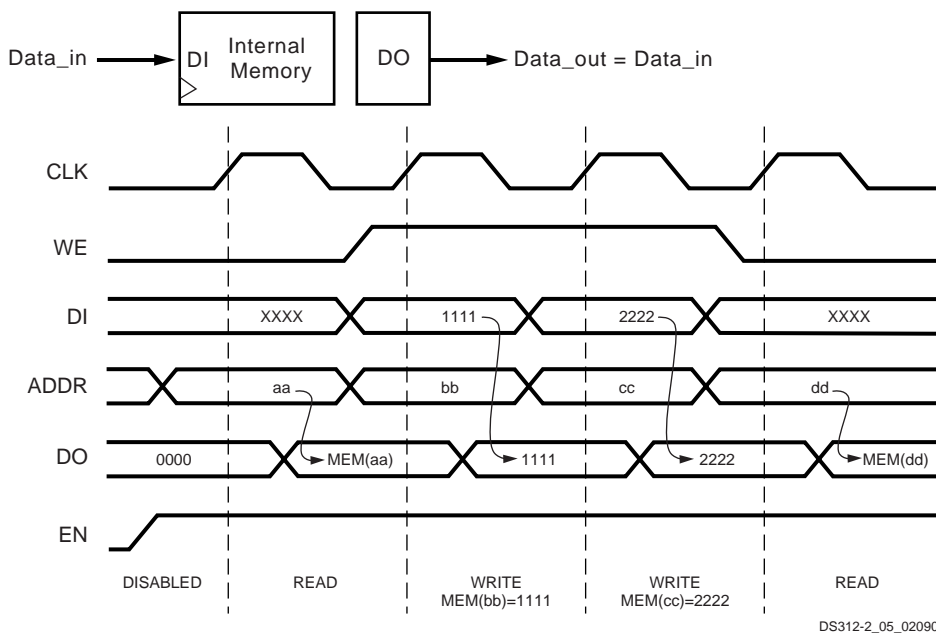 Data_in
DI
Internal
Memory
DO
Data_out = Data_in
CLK
WE
DI XXXX 1111 2222 XXXX
ADDR aa bb cc dd
DO 0000 MEM(aa) 1111 2222 MEM(dd)
EN
DISABLED READ WRITE WRITE READ
MEM(bb)=1111 MEM(cc)=2222
DS312-2_05_02090